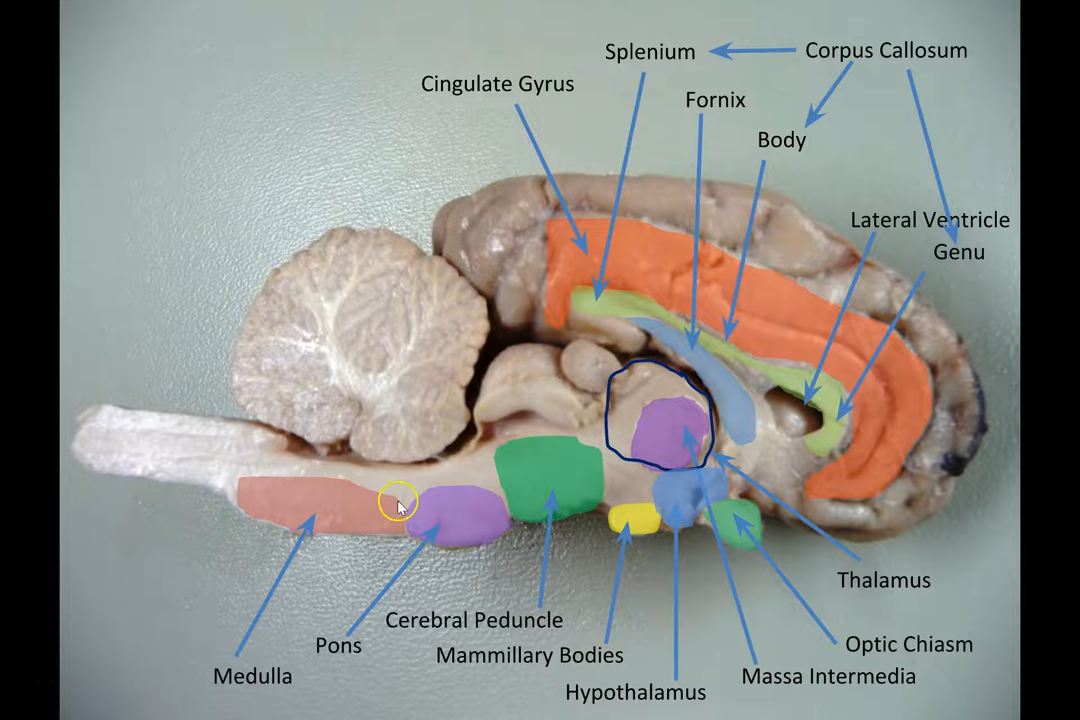 Splenium
Corpus Callosum
Cingulate Gyrus
Fornix
Body
Lateral Ventricle
Genu
Thalamus
Cerebral Peduncle
Pons
Optic Chiasm
Mammillary Bodies
Medulla
Massa Intermedia
Hypothalamus